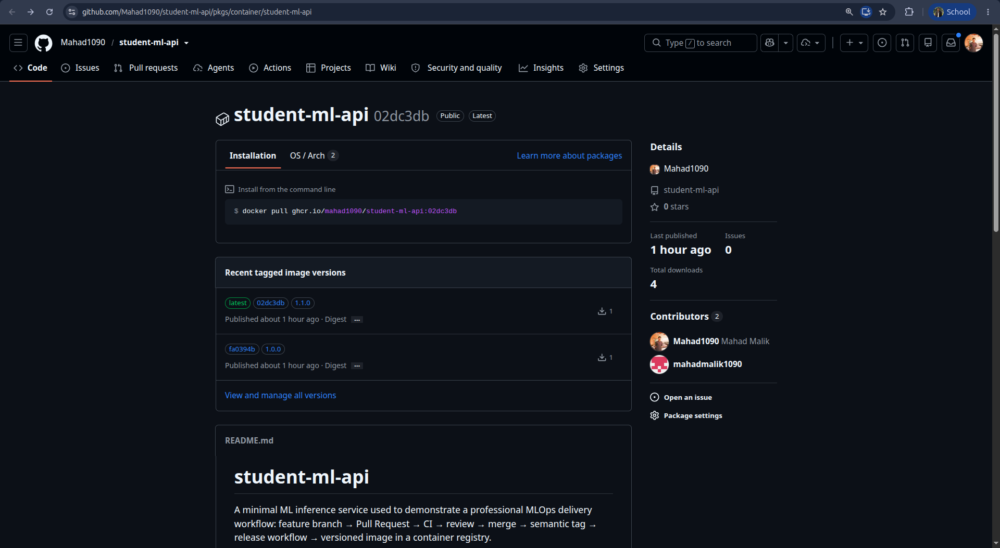 github.com/Mahad1090/student-ml-api/pkgs/container/student-ml-api
School
Mahad1090 / student-ml-api
Type / to search
Code
Issues
Pull requests
Agents
Actions
Projects
Wiki
Security and quality
Insights
Settings
student-ml-api 02dc3db Public Latest
Installation
OS / Arch 2
Learn more about packages
Install from the command line
$ docker pull ghcr.io/mahad1090/student-ml-api:02dc3db
Recent tagged image versions
latest 02dc3db 1.1.0
Published about 1 hour ago · Digest ...
1
fa0394b 1.0.0
Published about 1 hour ago · Digest ...
1
View and manage all versions
README.md
student-ml-api
A minimal ML inference service used to demonstrate a professional MLOps delivery
workflow: feature branch → Pull Request → CI → review → merge → semantic tag →
release workflow → versioned image in a container registry.
Details
Mahad1090
student-ml-api
0 stars
Last published
1 hour ago
Issues
0
Total downloads
4
Contributors 2
Mahad1090 Mahad Malik
mahadmalik1090
Open an issue
Package settings